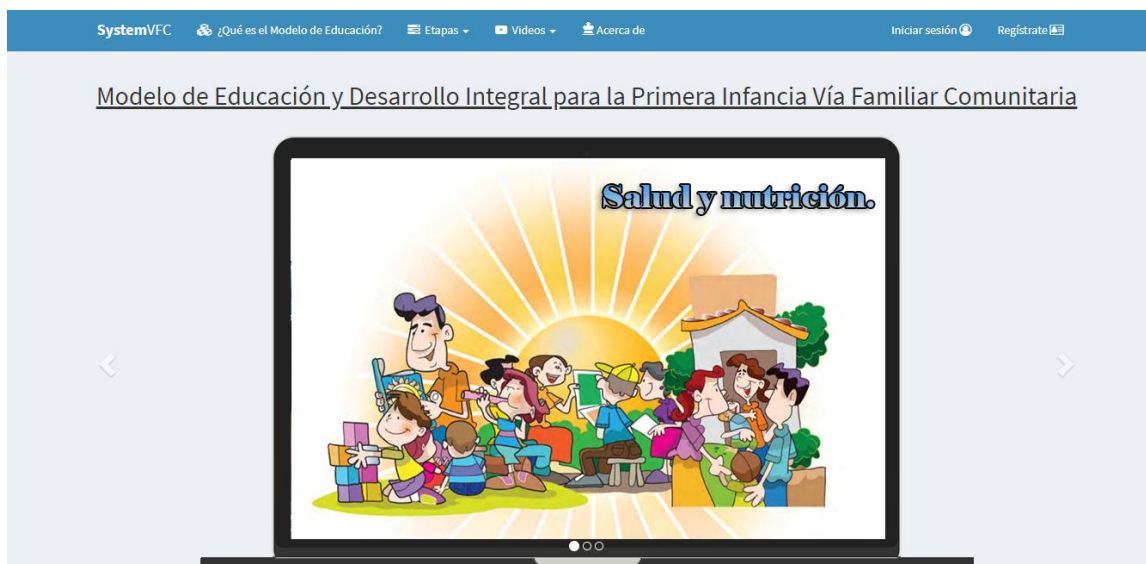 SystemVFC ¿Qué es el Modelo de Educación? Etapas Videos Acerca de Iniciar sesión Regístrate
Modelo de Educación y Desarrollo Integral para la Primera Infancia Vía Familiar Comunitaria
Salud y nutrición.